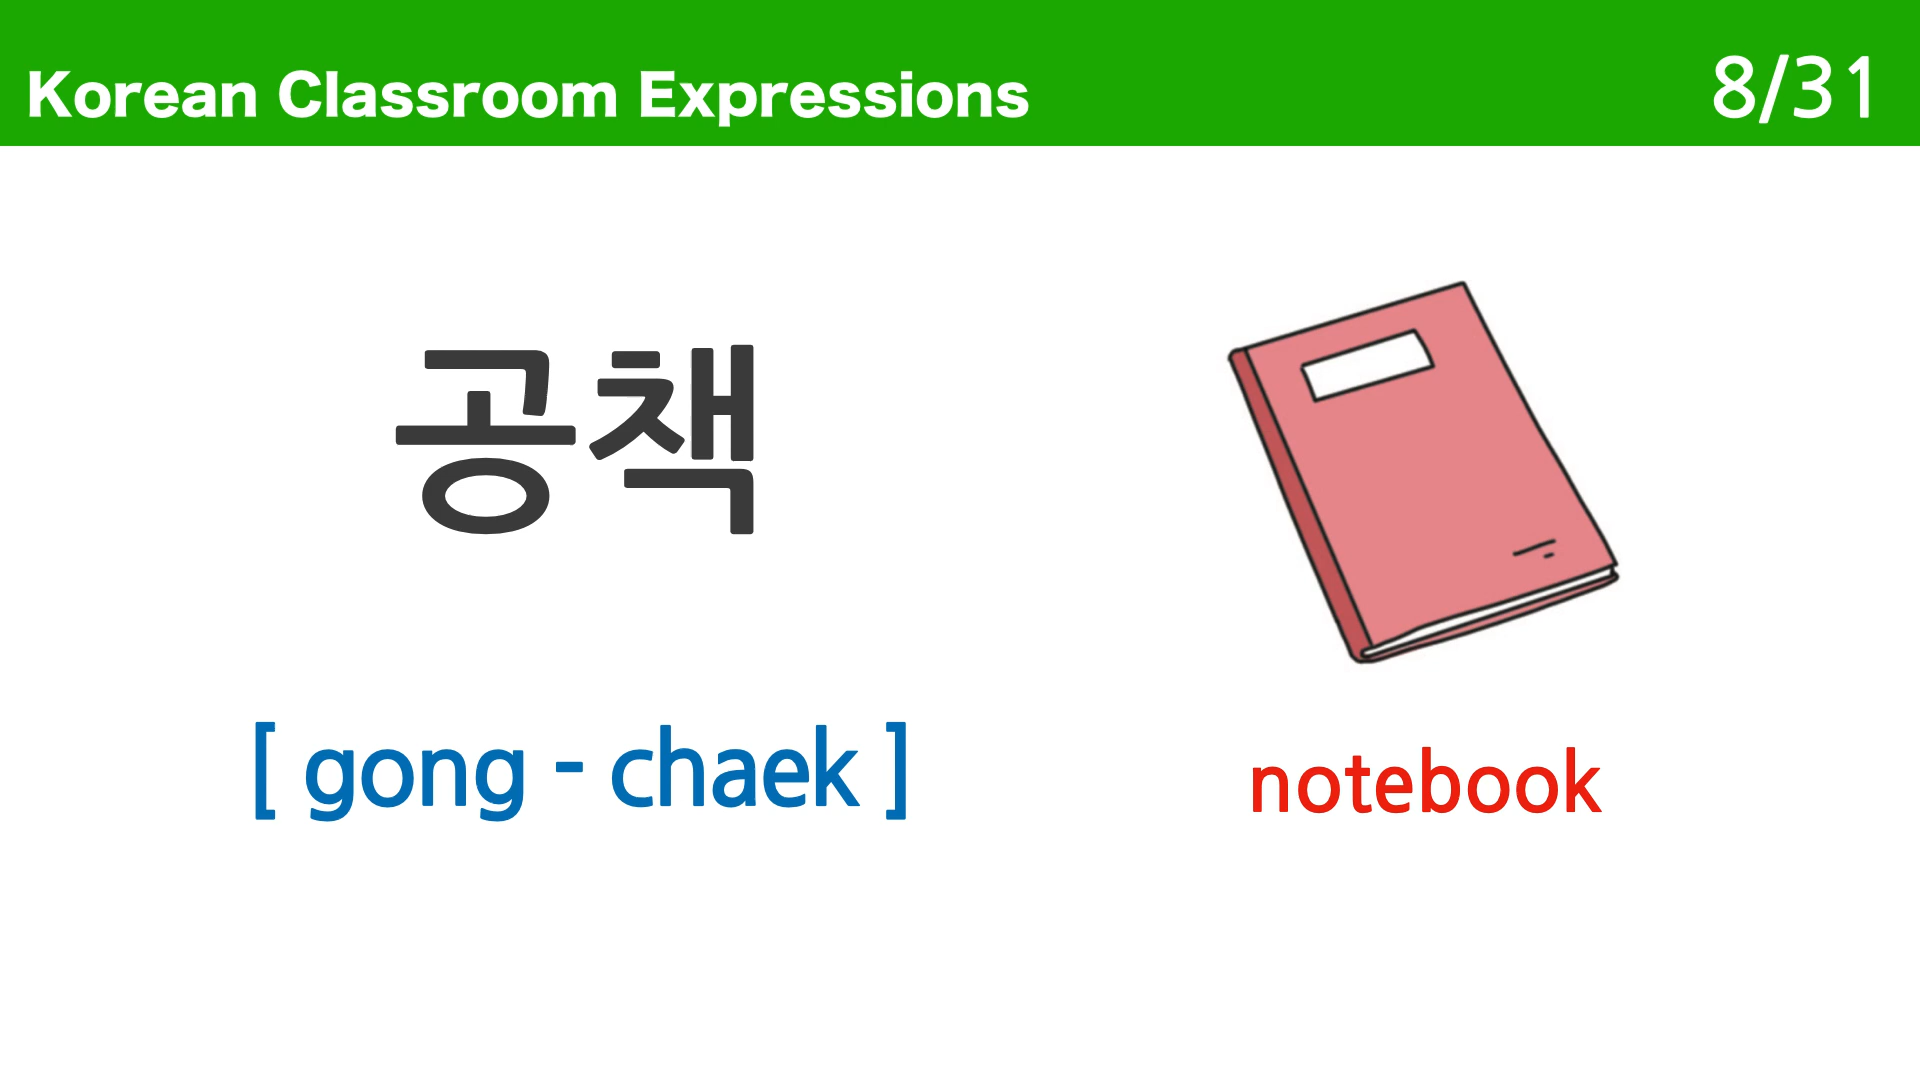 Korean Classroom Expressions
8/31
공책
[ gong - chaek ]
notebook